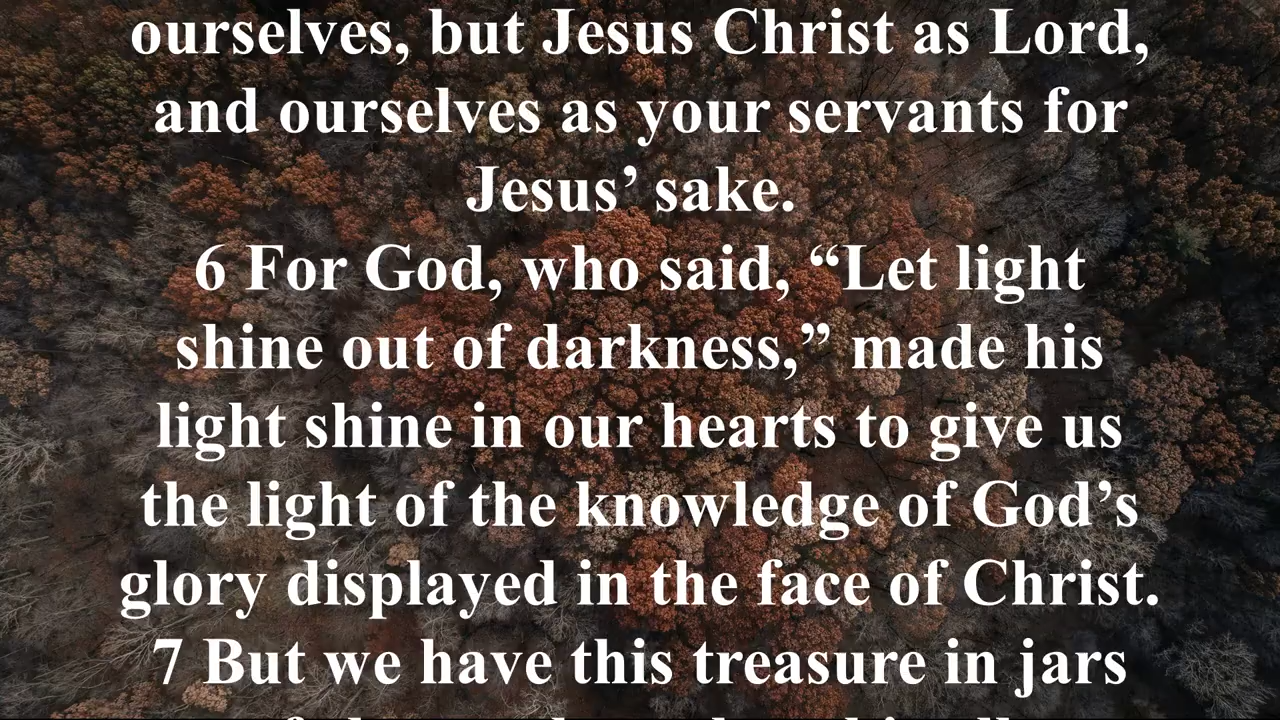 ourselves, but Jesus Christ as Lord,
and ourselves as your servants for
Jesus’ sake.
6 For God, who said, “Let light
shine out of darkness,” made his
light shine in our hearts to give us
the light of the knowledge of God’s
glory displayed in the face of Christ.
7 But we have this treasure in jars